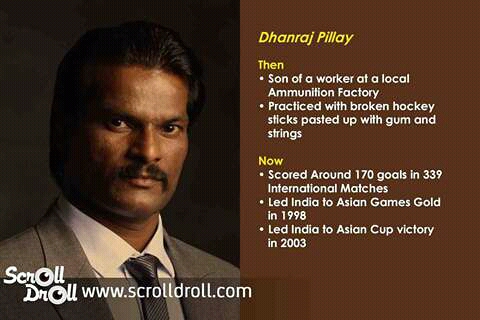 Dhanraj Pillay
Then
• Son of a worker at a local
Ammunition Factory
• Practiced with broken hockey
sticks pasted up with gum and
strings
Now
• Scored Around 170 goals in 339
International Matches
• Led India to Asian Games Gold
in 1998
• Led India to Asian Cup victory
in 2003
Scroll
Droll
www.scrolldroll.com